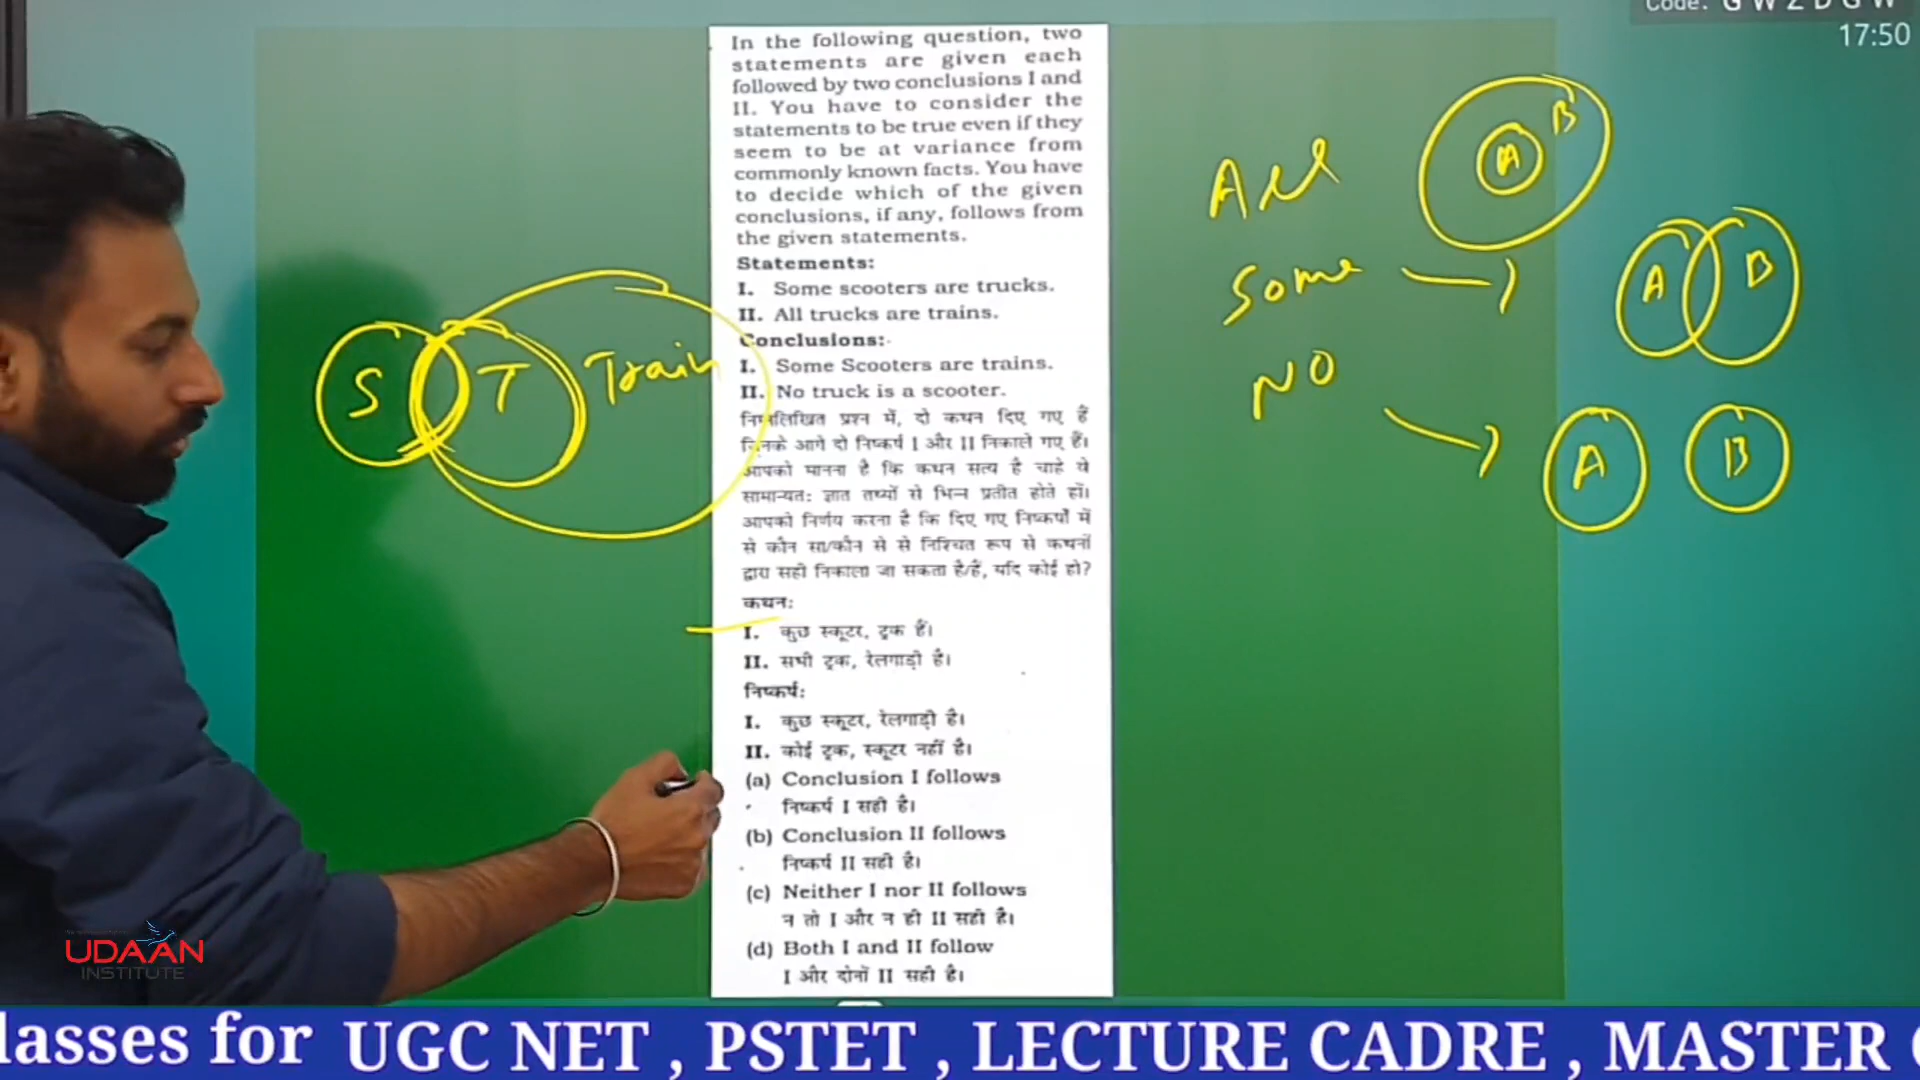 Code: G W Z D G W
17:50
In the following question, two
statements are given each
followed by two conclusions I and
II. You have to consider the
statements to be true even if they
seem to be at variance from
commonly known facts. You have
to decide which of the given
conclusions, if any, follows from
the given statements.
Statements:
I. Some scooters are trucks.
II. All trucks are trains.
Conclusions:-
I. Some Scooters are trains.
II. No truck is a scooter.
निम्नलिखित प्रश्न में, दो कथन दिए गए हैं
जिनके आगे दो निष्कर्ष I और II निकाले गए हैं।
आपको मानना है कि कथन सत्य है चाहे ये
सामान्यतः ज्ञात तथ्यों से भिन्न प्रतीत होते हों।
आपको निर्णय करना है कि दिए गए निष्कर्षों में
से कौन सा/कौन से से निश्चित रूप से कथनों
द्वारा सही निकाला जा सकता है/हैं, यदि कोई हो?
कथन:
I. कुछ स्कूटर, ट्रक हैं।
II. सभी ट्रक, रेलगाड़ी है।
निष्कर्ष:
I. कुछ स्कूटर, रेलगाड़ी है।
II. कोई ट्रक, स्कूटर नहीं है।
(a) Conclusion I follows
निष्कर्ष I सही है।
(b) Conclusion II follows
निष्कर्ष II सही है।
(c) Neither I nor II follows
न तो I और न ही II सही है।
(d) Both I and II follow
I और दोनों II सही है।
S T Train
All A B
Some A B
NO A B
UDAAN
INSTITUTE
lasses for UGC NET , PSTET , LECTURE CADRE , MASTER